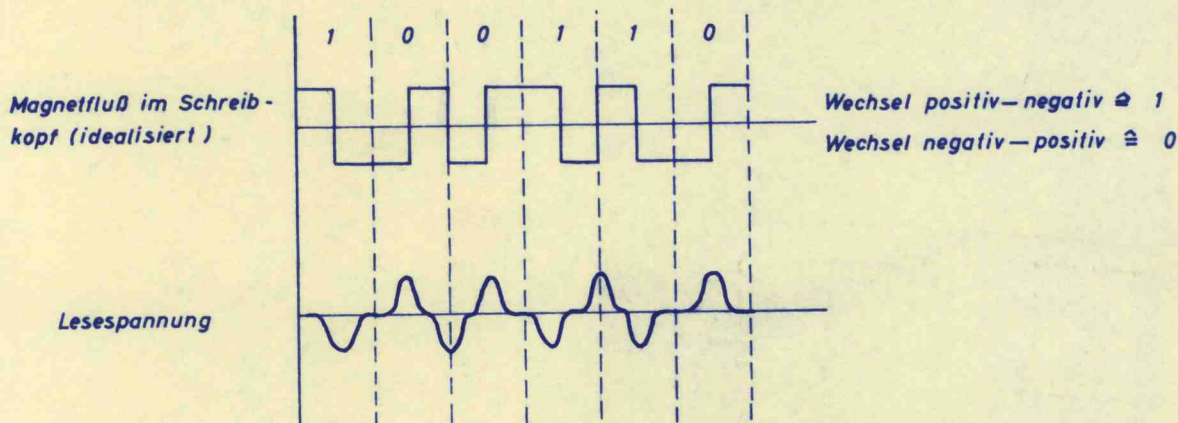 1 0 0 1 1 0
Magnetfluß im Schreib-
kopf (idealisiert)
Wechsel positiv—negativ ≙ 1
Wechsel negativ—positiv ≙ 0
Lesespannung